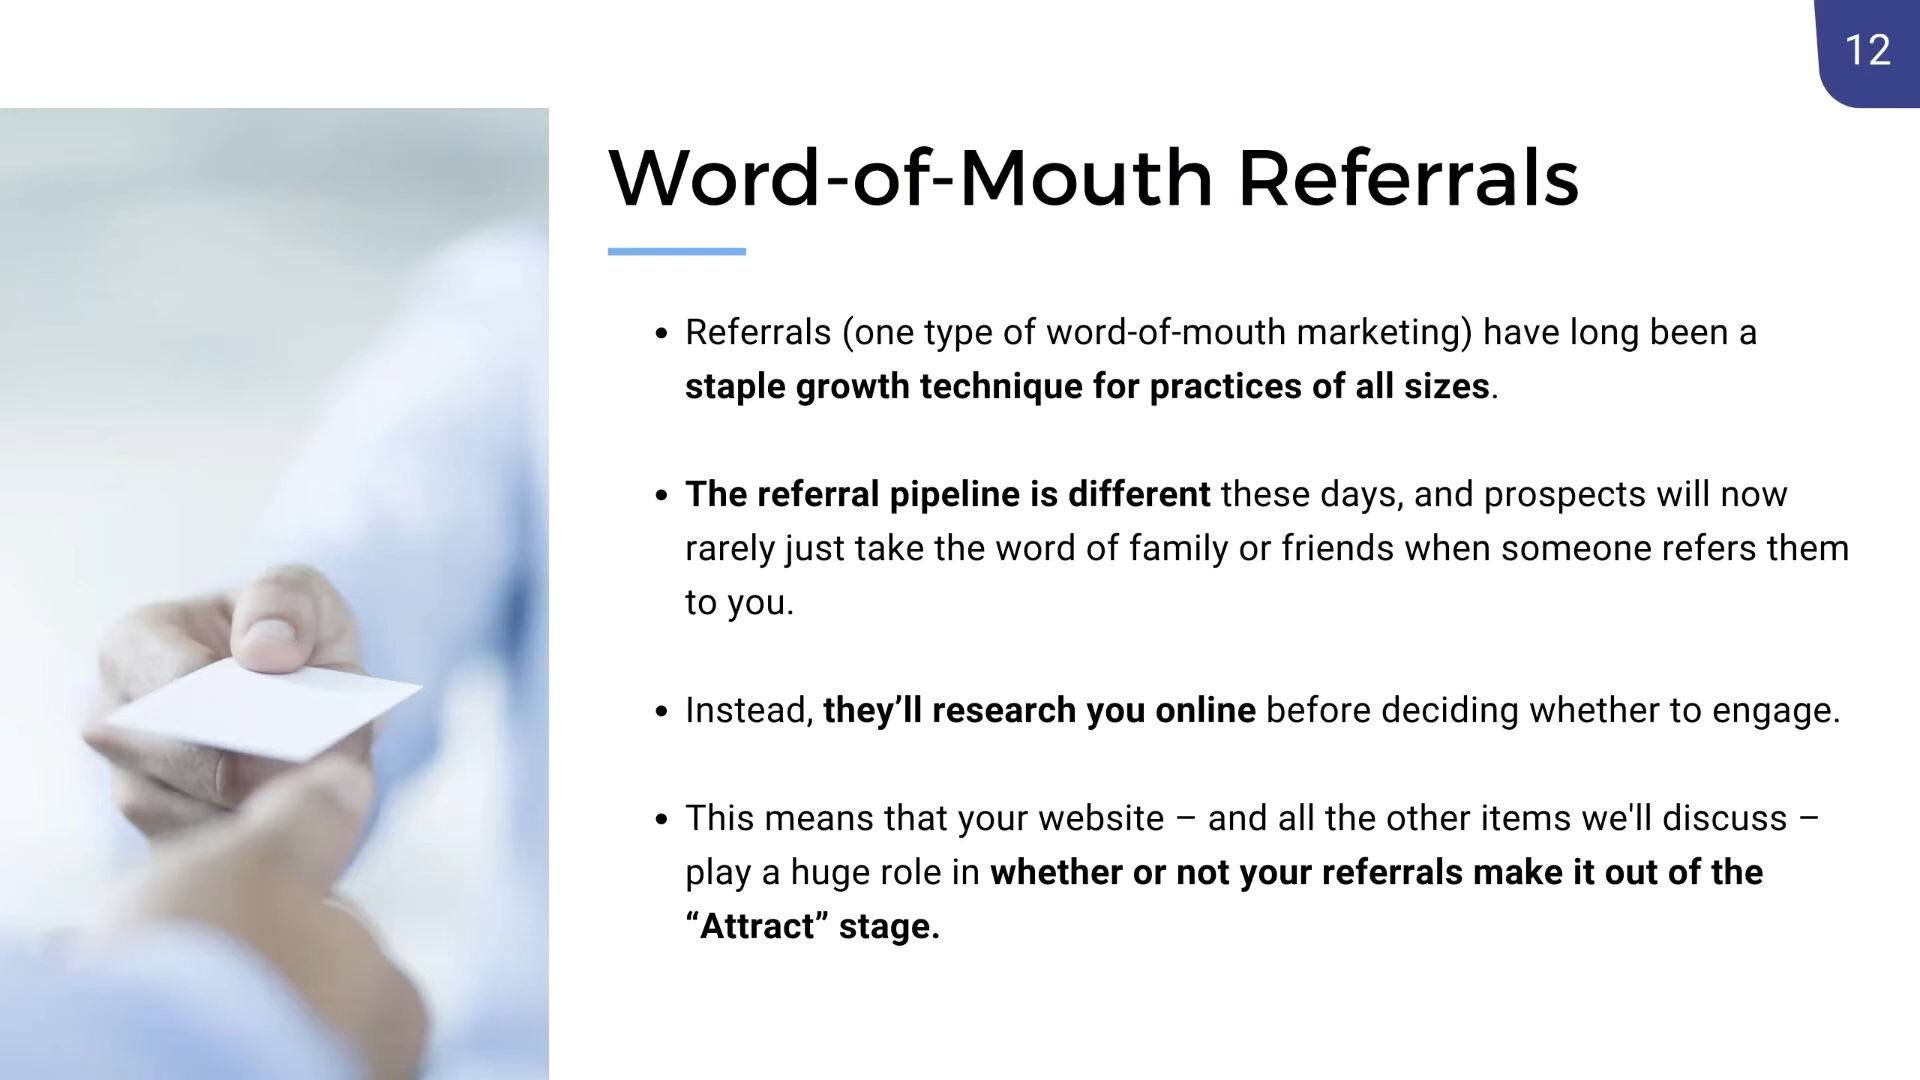 12
Word-of-Mouth Referrals
• Referrals (one type of word-of-mouth marketing) have long been a
staple growth technique for practices of all sizes.
• The referral pipeline is different these days, and prospects will now
rarely just take the word of family or friends when someone refers them
to you.
• Instead, they’ll research you online before deciding whether to engage.
• This means that your website – and all the other items we'll discuss –
play a huge role in whether or not your referrals make it out of the
“Attract” stage.